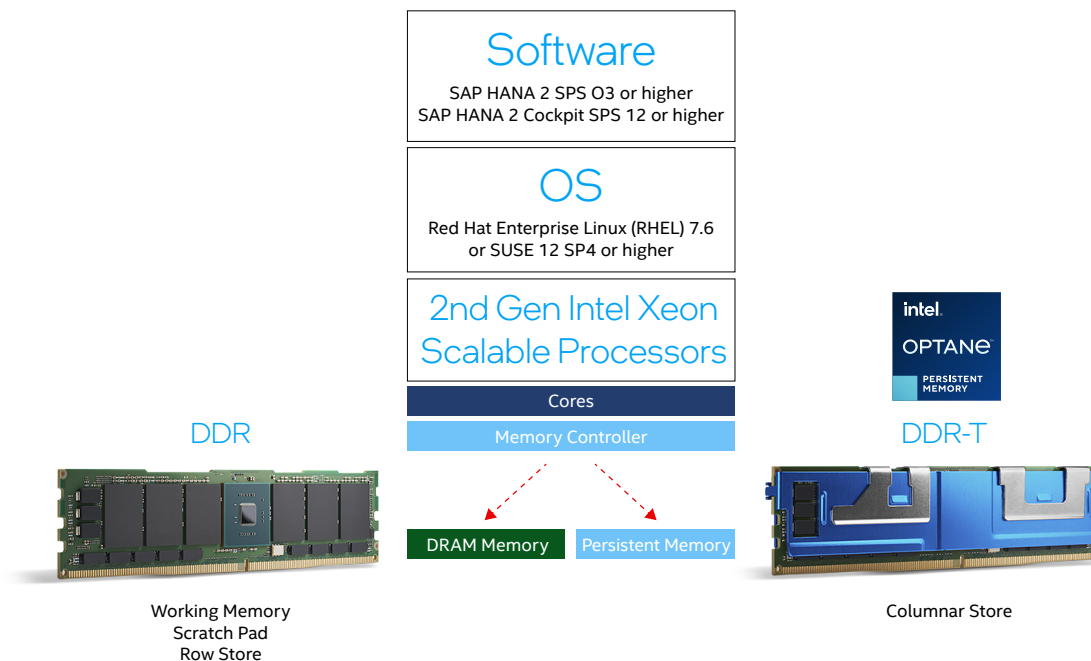 Software
SAP HANA 2 SPS O3 or higher
SAP HANA 2 Cockpit SPS 12 or higher
OS
Red Hat Enterprise Linux (RHEL) 7.6
or SUSE 12 SP4 or higher
2nd Gen Intel Xeon
Scalable Processors
Cores
Memory Controller
DRAM Memory
Persistent Memory
DDR
Working Memory
Scratch Pad
Row Store
intel.
OPTANE™
PERSISTENT
MEMORY
DDR-T
Columnar Store